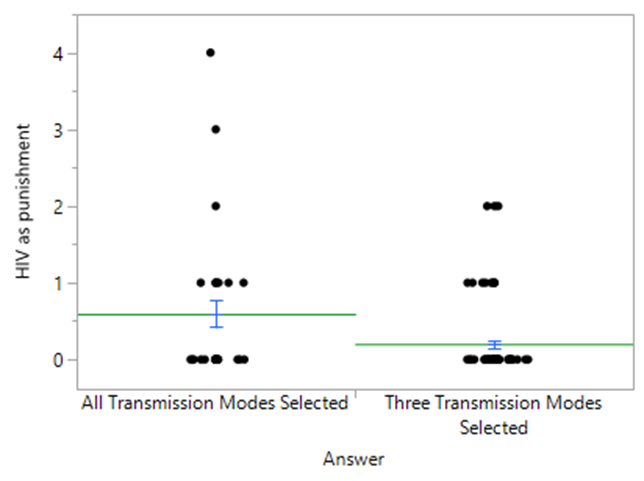 HIV as punishment
4
3
2
1
0
All Transmission Modes Selected
Three Transmission Modes
Selected
Answer